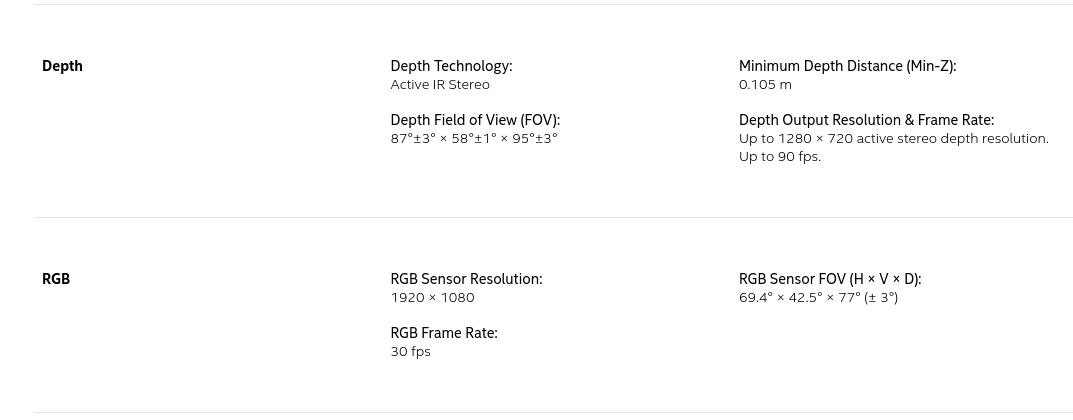 Depth
Depth Technology:
Active IR Stereo
Depth Field of View (FOV):
87°±3° × 58°±1° × 95°±3°
Minimum Depth Distance (Min-Z):
0.105 m
Depth Output Resolution & Frame Rate:
Up to 1280 × 720 active stereo depth resolution.
Up to 90 fps.
RGB
RGB Sensor Resolution:
1920 × 1080
RGB Frame Rate:
30 fps
RGB Sensor FOV (H × V × D):
69.4° × 42.5° × 77° (± 3°)